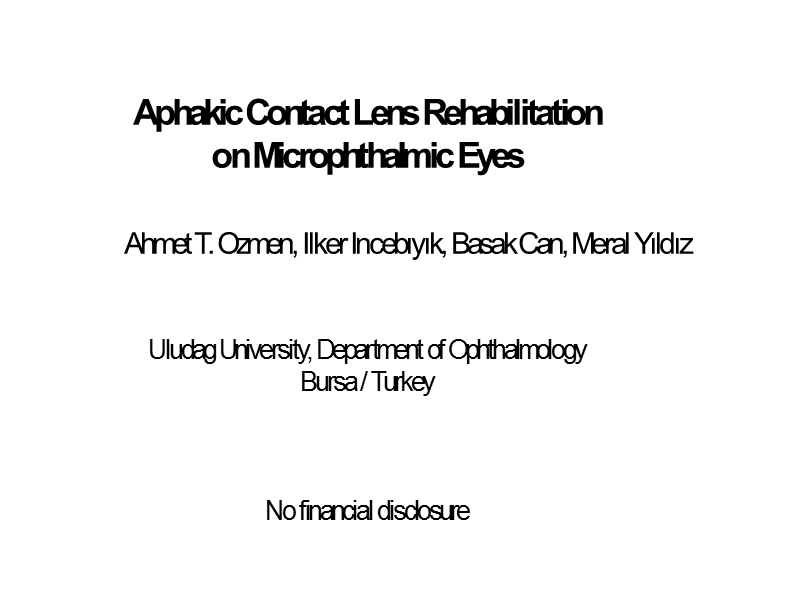 Aphakic Contact Lens Rehabilitation
on Microphthalmic Eyes
Ahmet T. Ozmen, Ilker Incebıyık, Basak Can, Meral Yıldız
Uludag University, Department of Ophthalmology
Bursa / Turkey
No financial disclosure